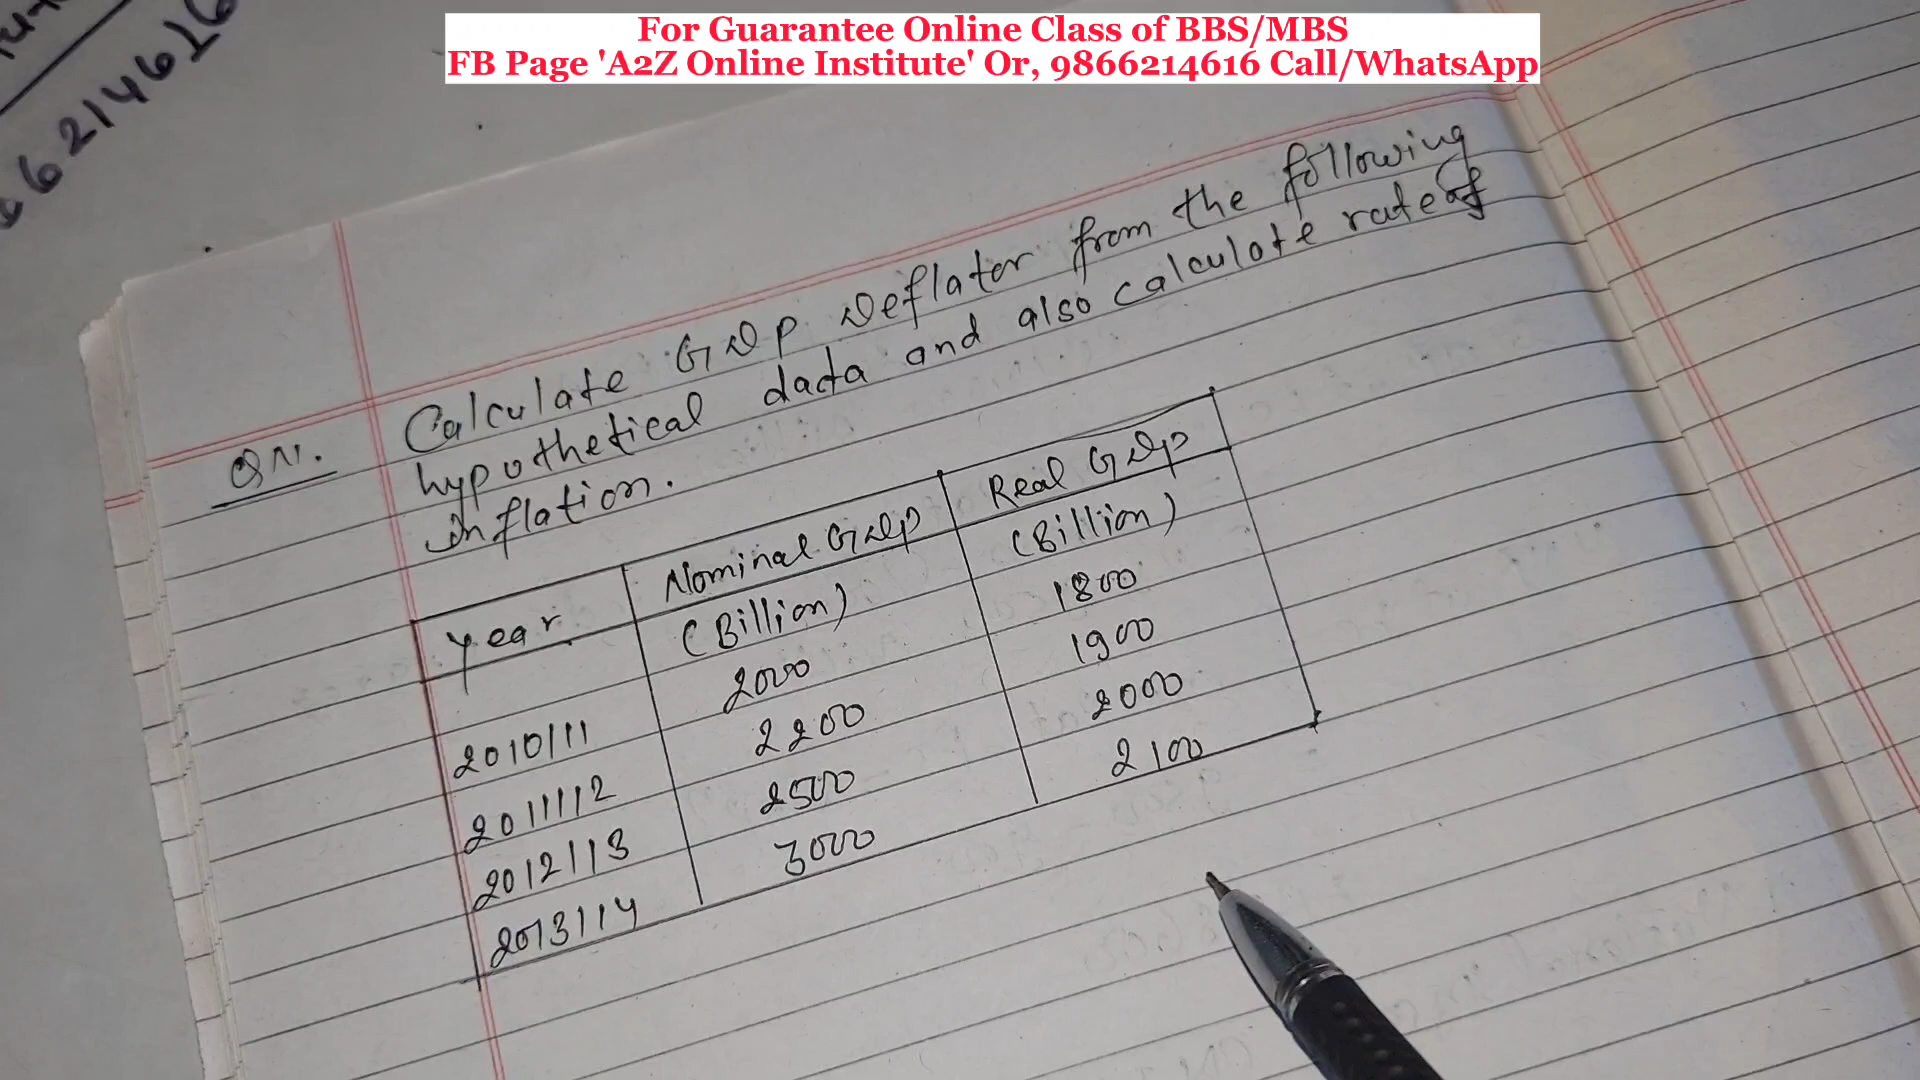 For Guarantee Online Class of BBS/MBS
FB Page 'A2Z Online Institute' Or, 9866214616 Call/WhatsApp
6214616
QN. Calculate GDP Deflator from the following
hypothetical dada and also calculate rate of
inflation.
Year Nominal GDP Real GDP
(Billion) (Billion)
2010/11 2000 1800
2011/12 2200 1900
2012/13 2500 2000
2013/14 3000 2100